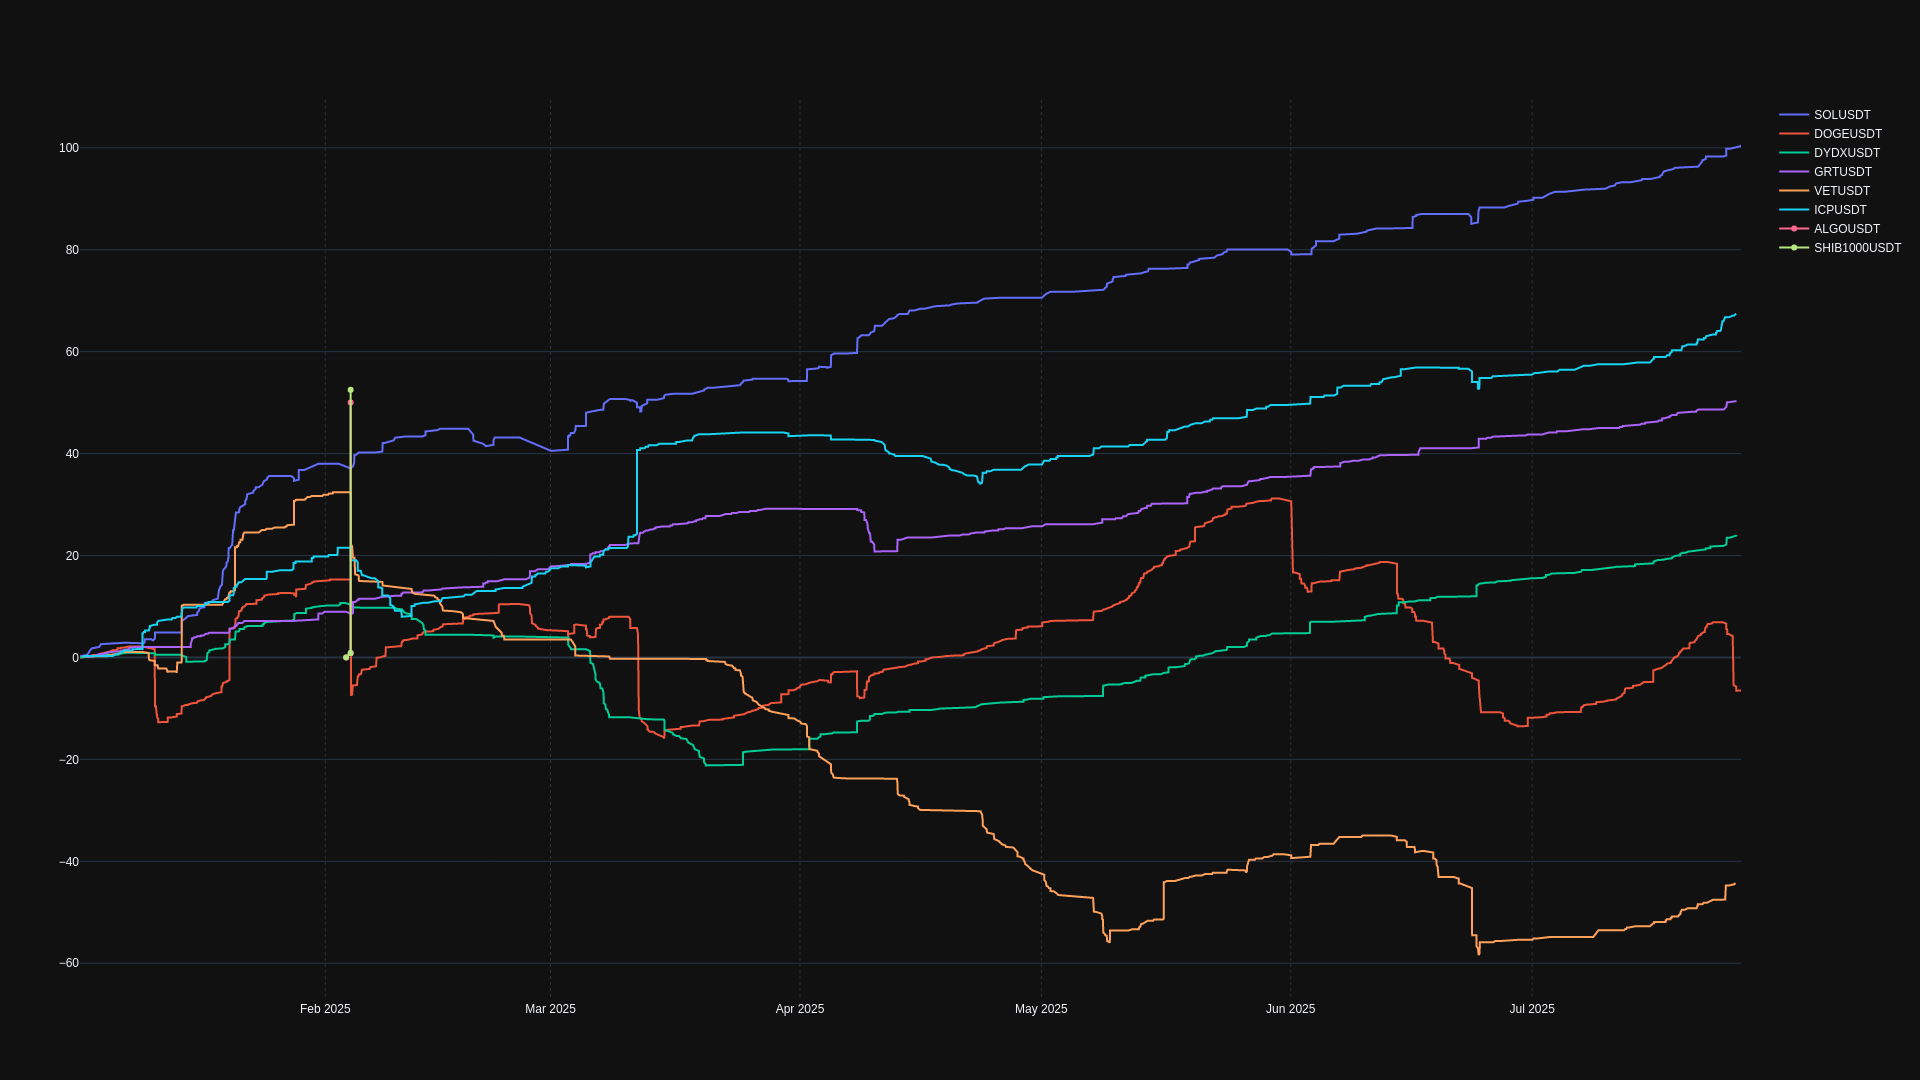 100
80
60
40
20
0
−20
−40
−60
Feb 2025
Mar 2025
Apr 2025
May 2025
Jun 2025
Jul 2025
SOLUSDT
DOGEUSDT
DYDXUSDT
GRTUSDT
VETUSDT
ICPUSDT
ALGOUSDT
SHIB1000USDT